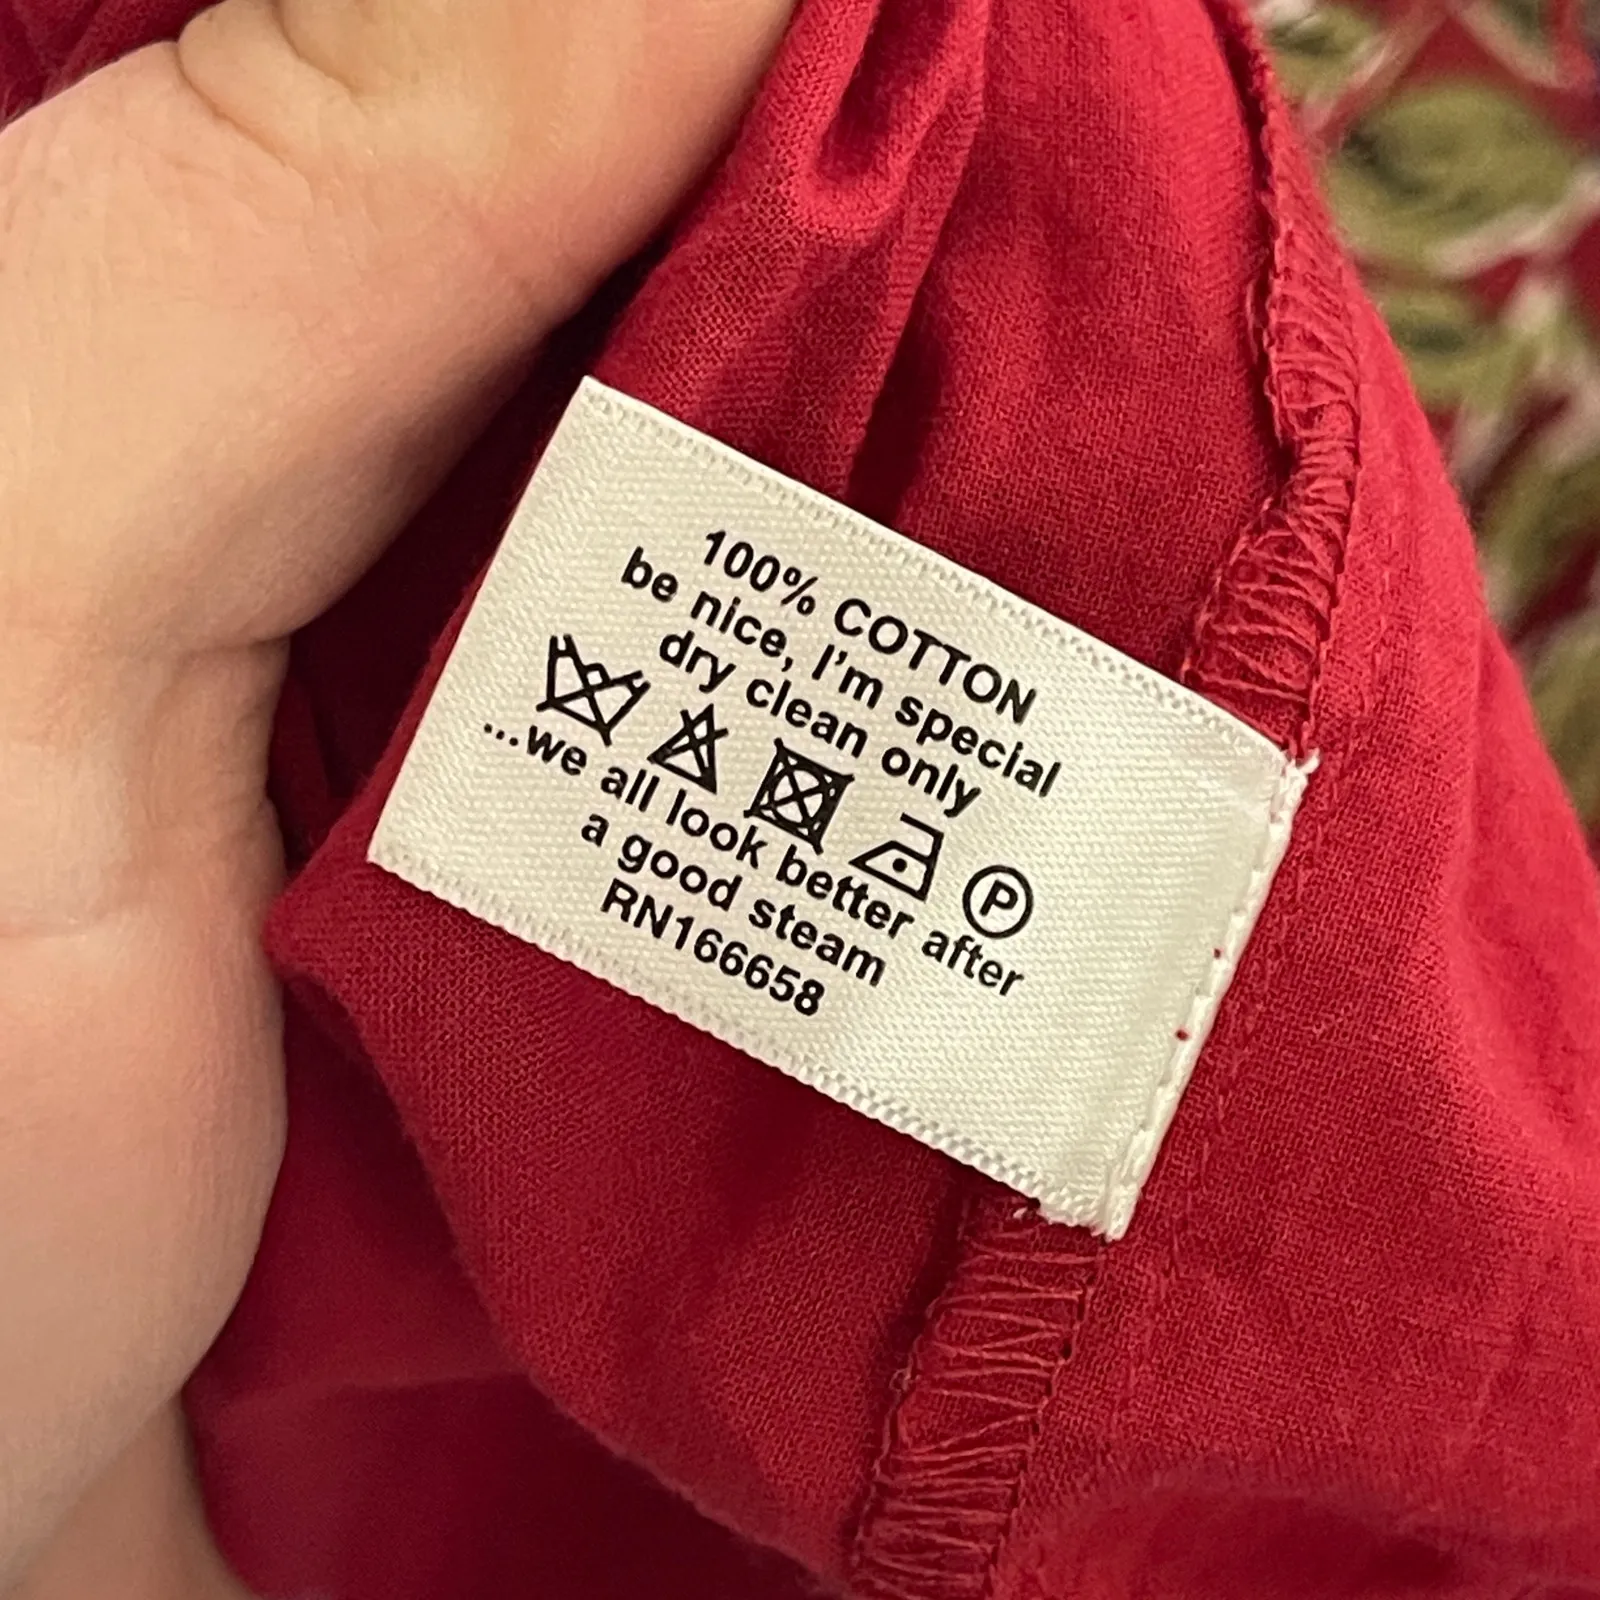 100% COTTON
be nice, I'm special
dry clean only
P
...we all look better after
a good steam
RN166658